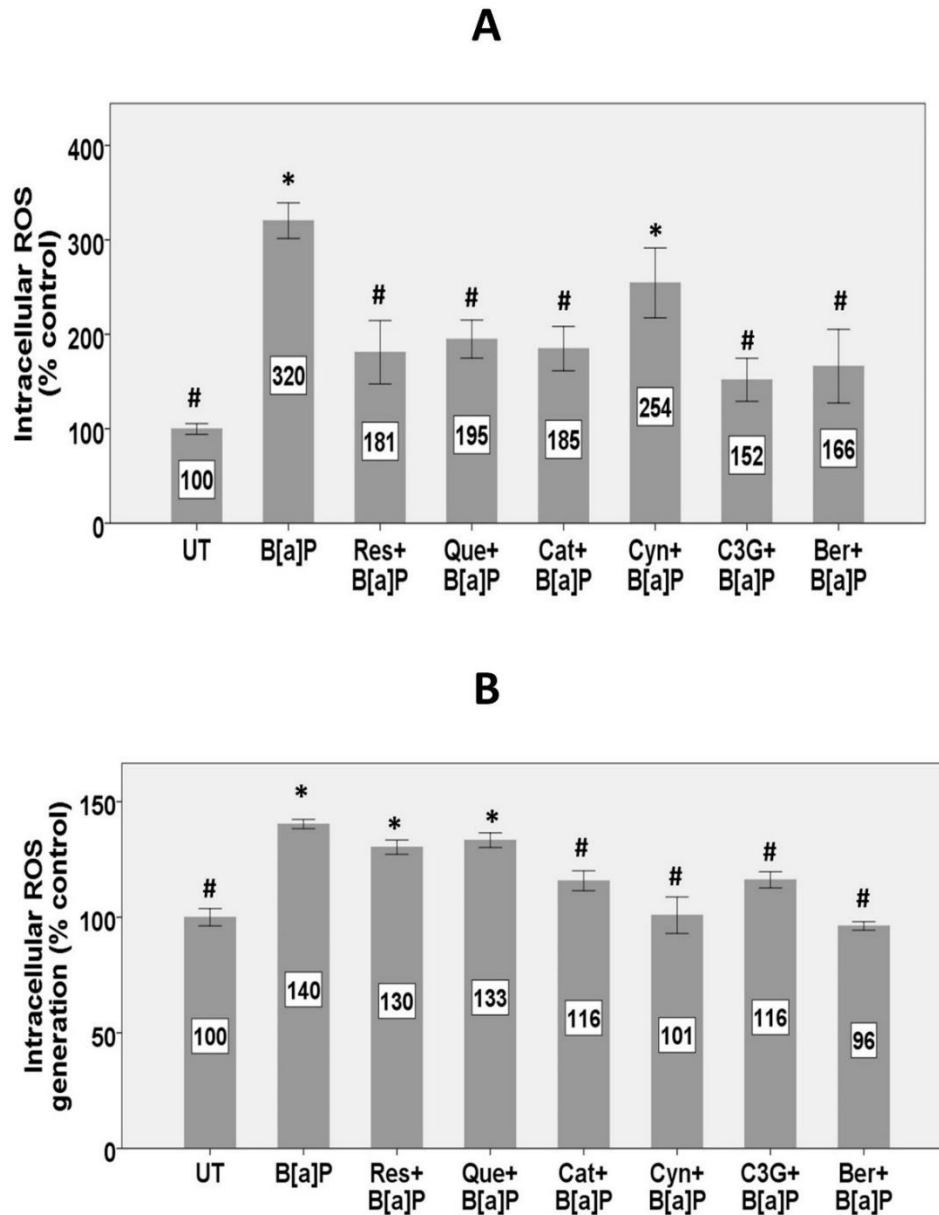 A
Intracellular ROS
(% control)
400
300
200
100
0
*
*
#
#
#
#
#
#
320
254
181
195
185
152
166
100
UT
B[a]P
Res+
B[a]P
Que+
B[a]P
Cat+
B[a]P
Cyn+
B[a]P
C3G+
B[a]P
Ber+
B[a]P
B
Intracellular ROS
generation (% control)
150
100
50
0
*
*
*
#
#
#
#
#
140
130
133
116
116
100
101
96
UT
B[a]P
Res+
B[a]P
Que+
B[a]P
Cat+
B[a]P
Cyn+
B[a]P
C3G+
B[a]P
Ber+
B[a]P